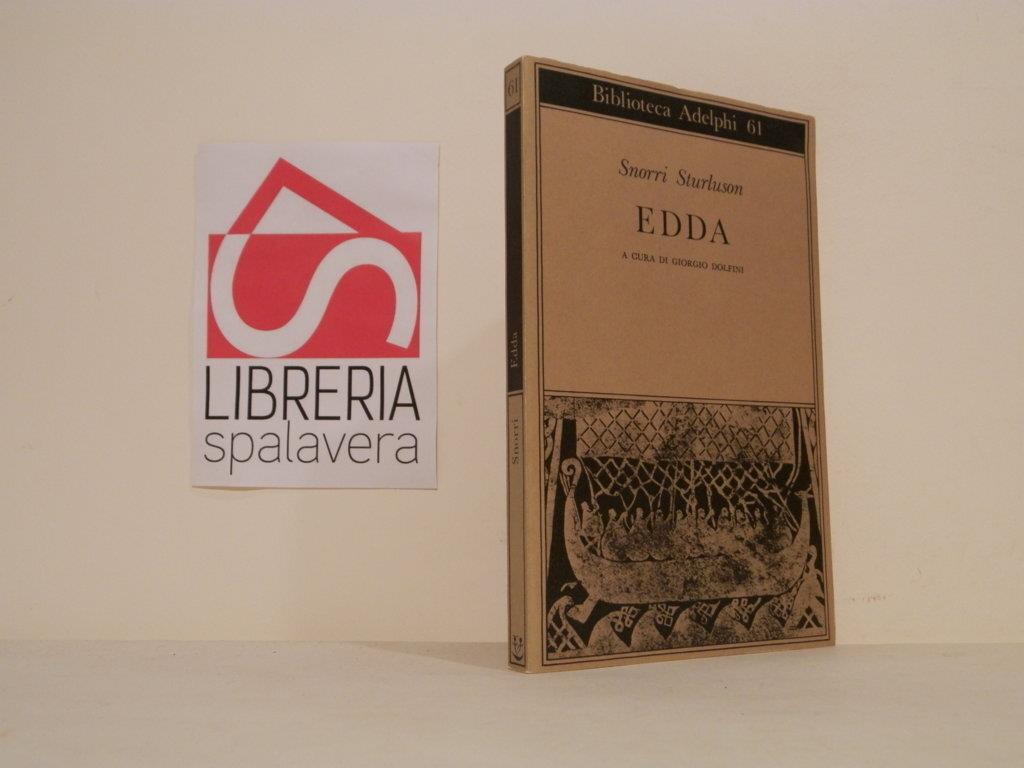 LIBRERIA
spalavera
61
Edda
Snorri
Biblioteca Adelphi 61
Snorri Sturluson
EDDA
A CURA DI GIORGIO DOLFINI